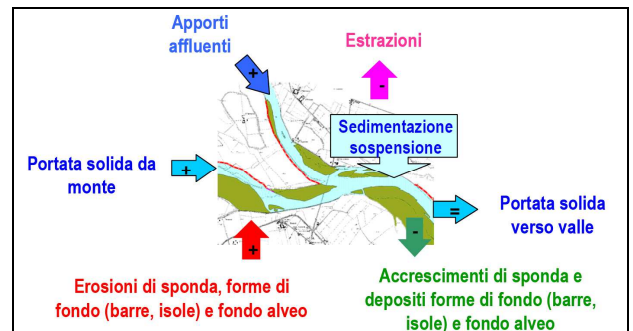 Apporti
affluenti
+
Estrazioni
-
Sedimentazione
sospensione
Portata solida da
monte
+
=
Portata solida
verso valle
+
-
Erosioni di sponda, forme di
fondo (barre, isole) e fondo alveo
Accrescimenti di sponda e
depositi forme di fondo (barre,
isole) e fondo alveo